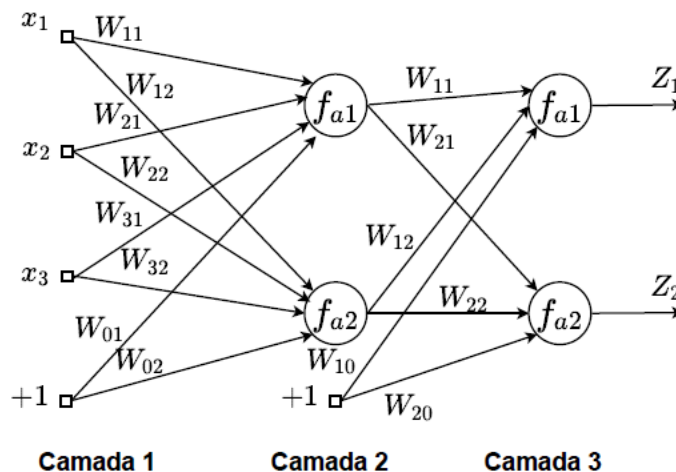 x₁
W₁₁
W₁₂
W₂₁
x₂
W₂₂
W₃₁
x₃
W₃₂
W₀₁
W₀₂
+1
fₐ₁
fₐ₂
W₁₁
W₂₁
W₁₂
W₂₂
W₁₀
+1
W₂₀
fₐ₁
Z₁
fₐ₂
Z₂
Camada 1 Camada 2 Camada 3